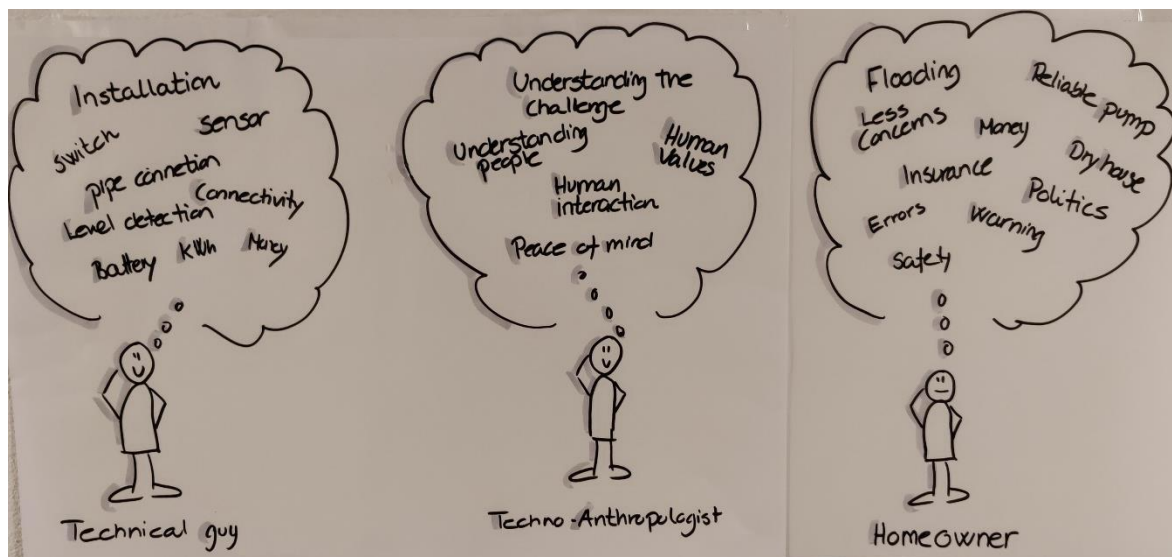 Installation
switch
sensor
pipe connetion
Connectivity
Level detection
Battery
kWh
Money
Technical guy
Understanding the
challenge
Understanding
people
Human
Values
Human
interaction
Peace of mind
Techno-Anthropologist
Flooding
Reliable pump
Less
Concerns
Money
Dry house
Insurance
Politics
Errors
Warning
Safety
Homeowner